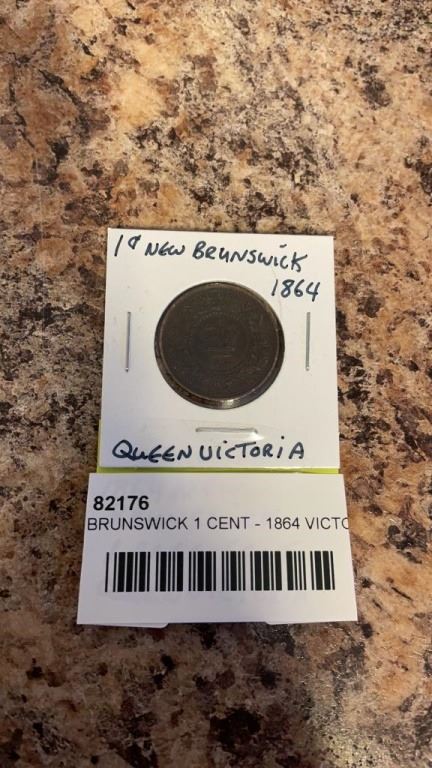 1¢ NEW BRUNSWICK
1864
QUEEN VICTORIA
82176
BRUNSWICK 1 CENT - 1864 VICTO